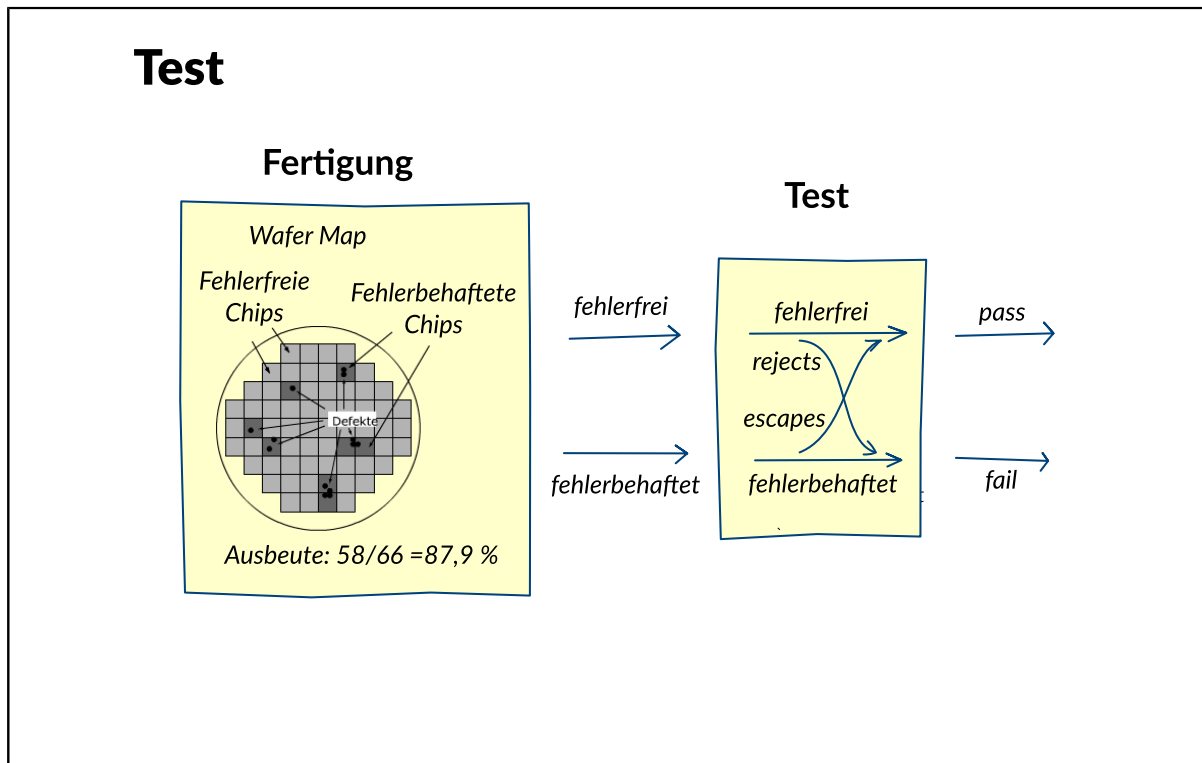 Test
Fertigung
Wafer Map
Fehlerfreie
Chips
Fehlerbehaftete
Chips
Defekte
Ausbeute: 58/66 =87,9 %
fehlerfrei
fehlerbehaftet
Test
fehlerfrei
rejects
escapes
fehlerbehaftet
pass
fail